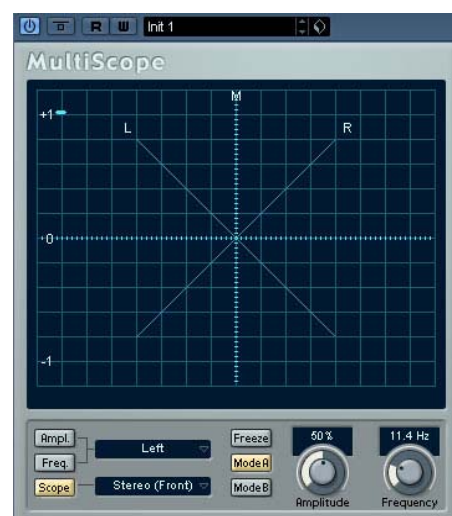 R W Init 1
MultiScope
M
+1
L R
+0
-1
Ampl. Left Freeze 50% 11.4 Hz
Freq. Mode A
Scope Stereo (Front) Mode B
Amplitude Frequency